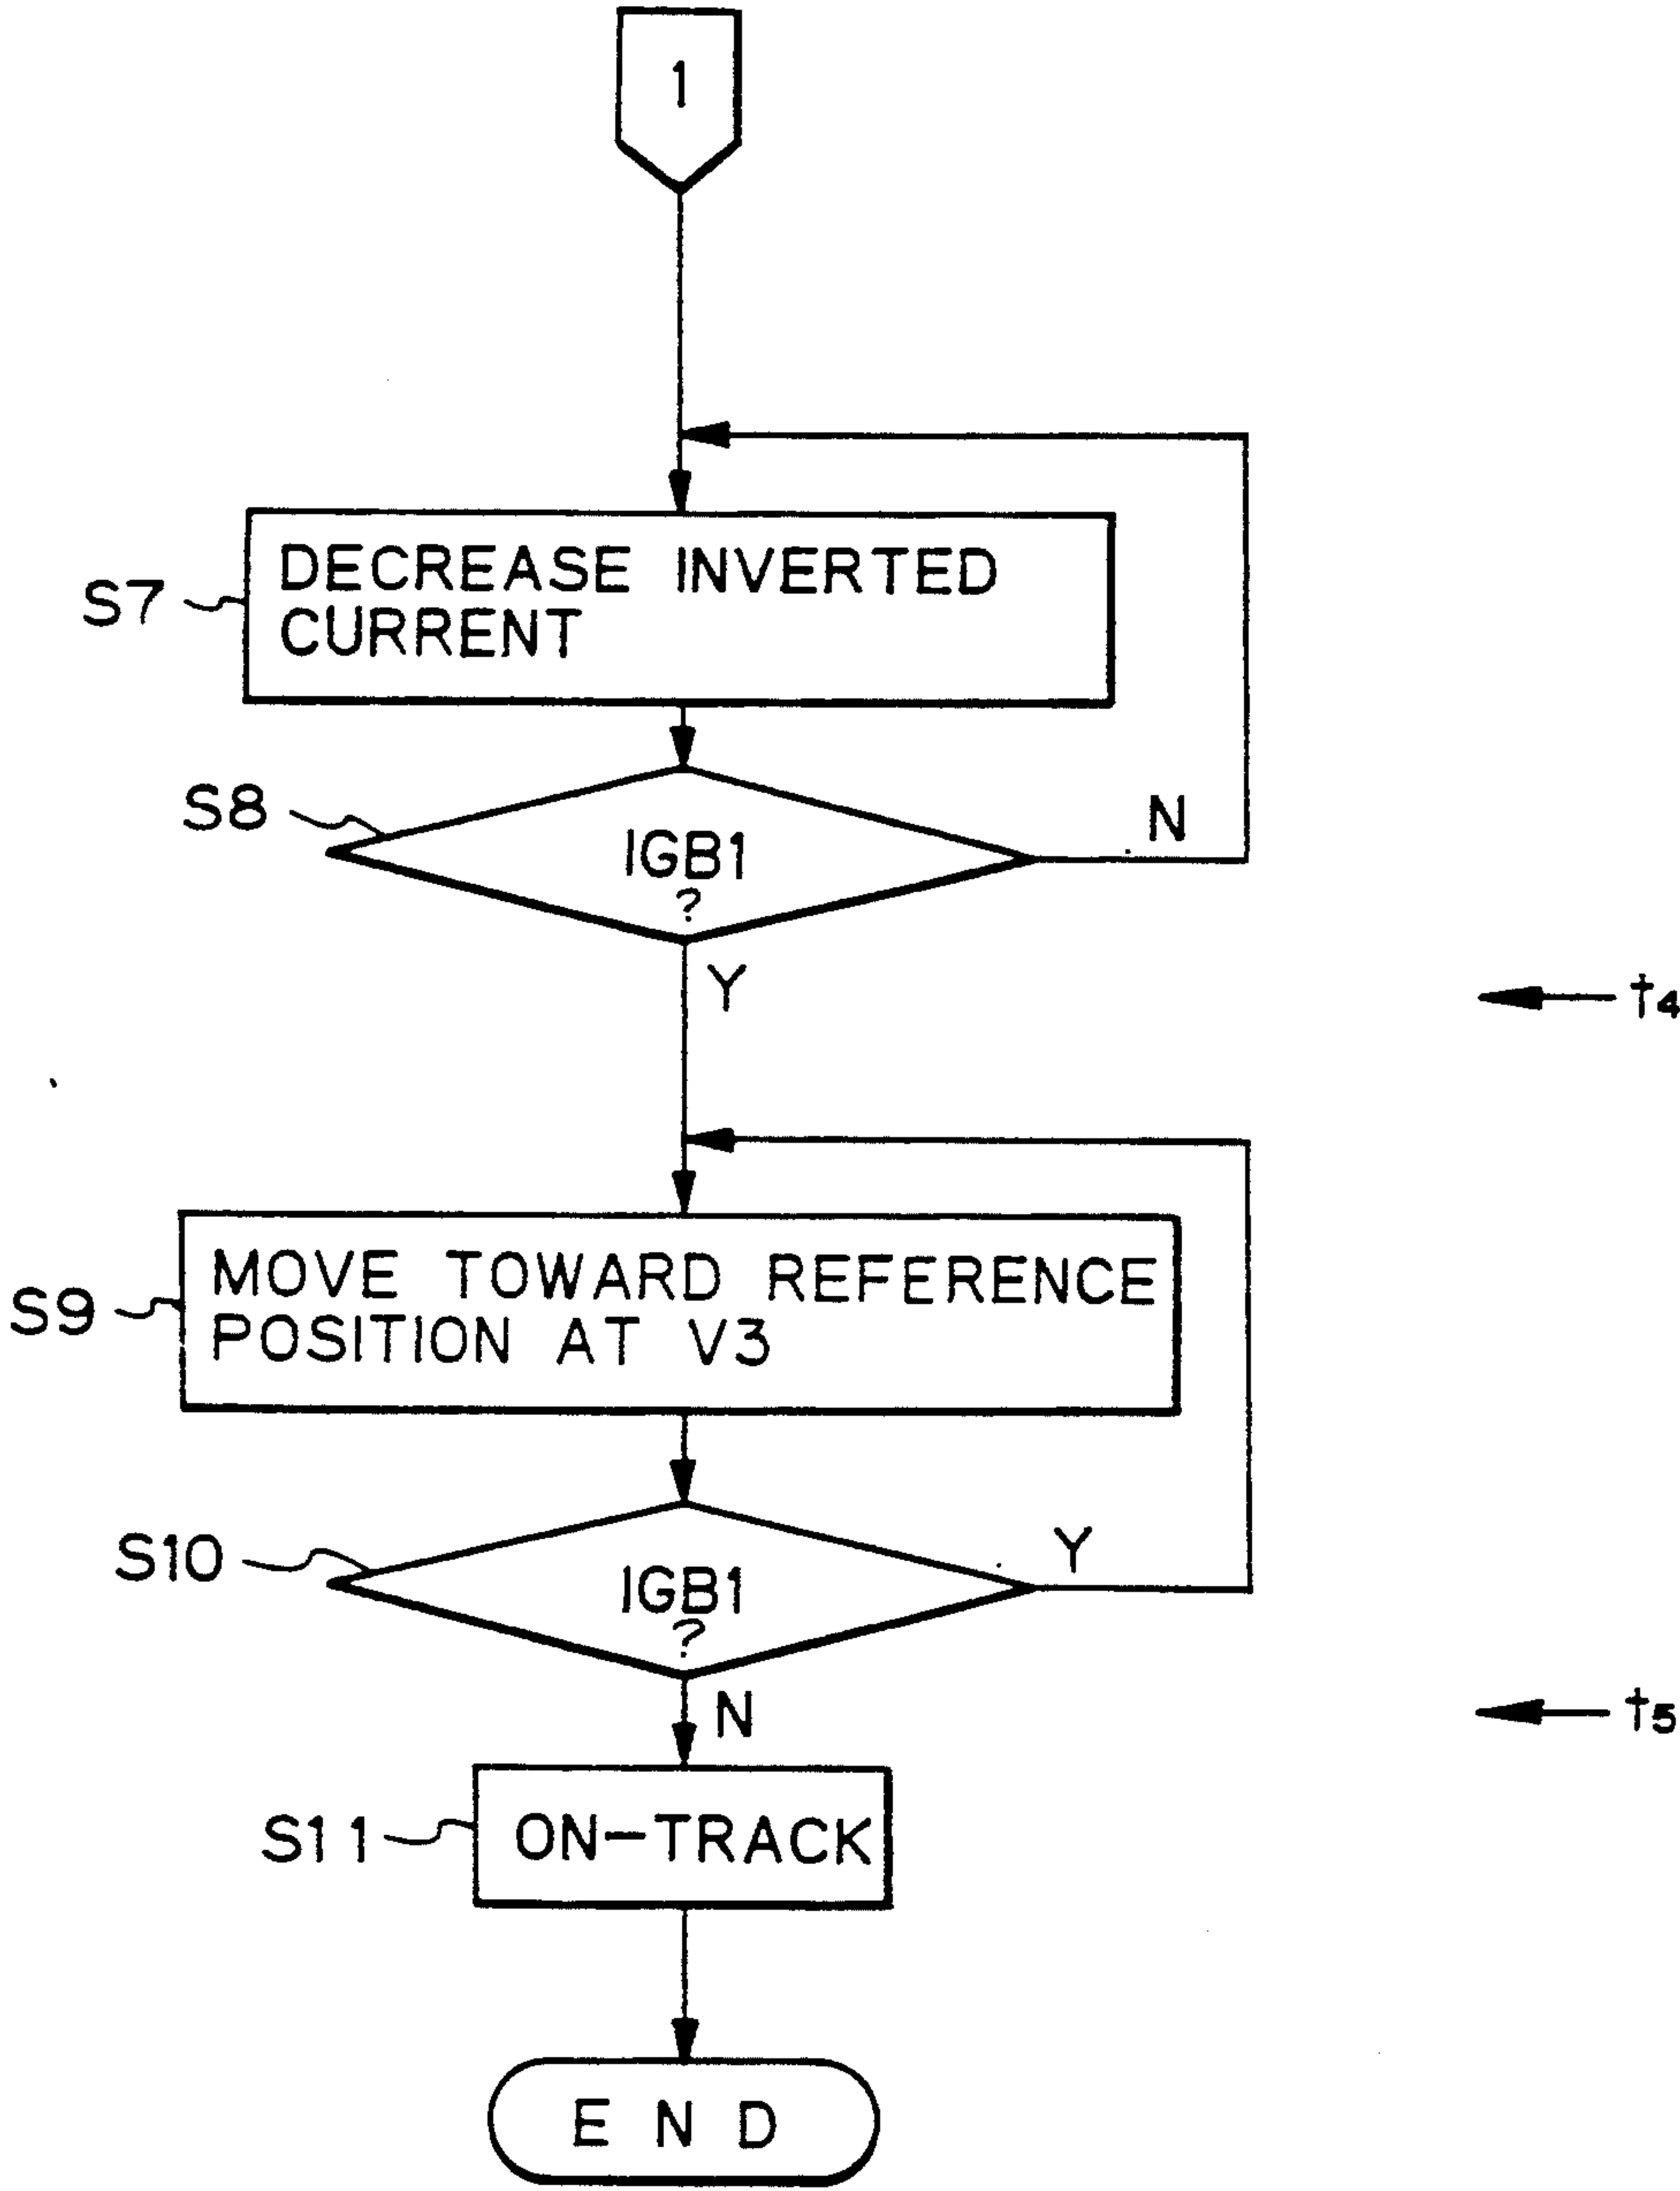 1
S7
DECREASE INVERTED
CURRENT
S8
IGB1
?
N
Y
t4
S9
MOVE TOWARD REFERENCE
POSITION AT V3
S10
IGB1
?
Y
N
t5
S11
ON-TRACK
END